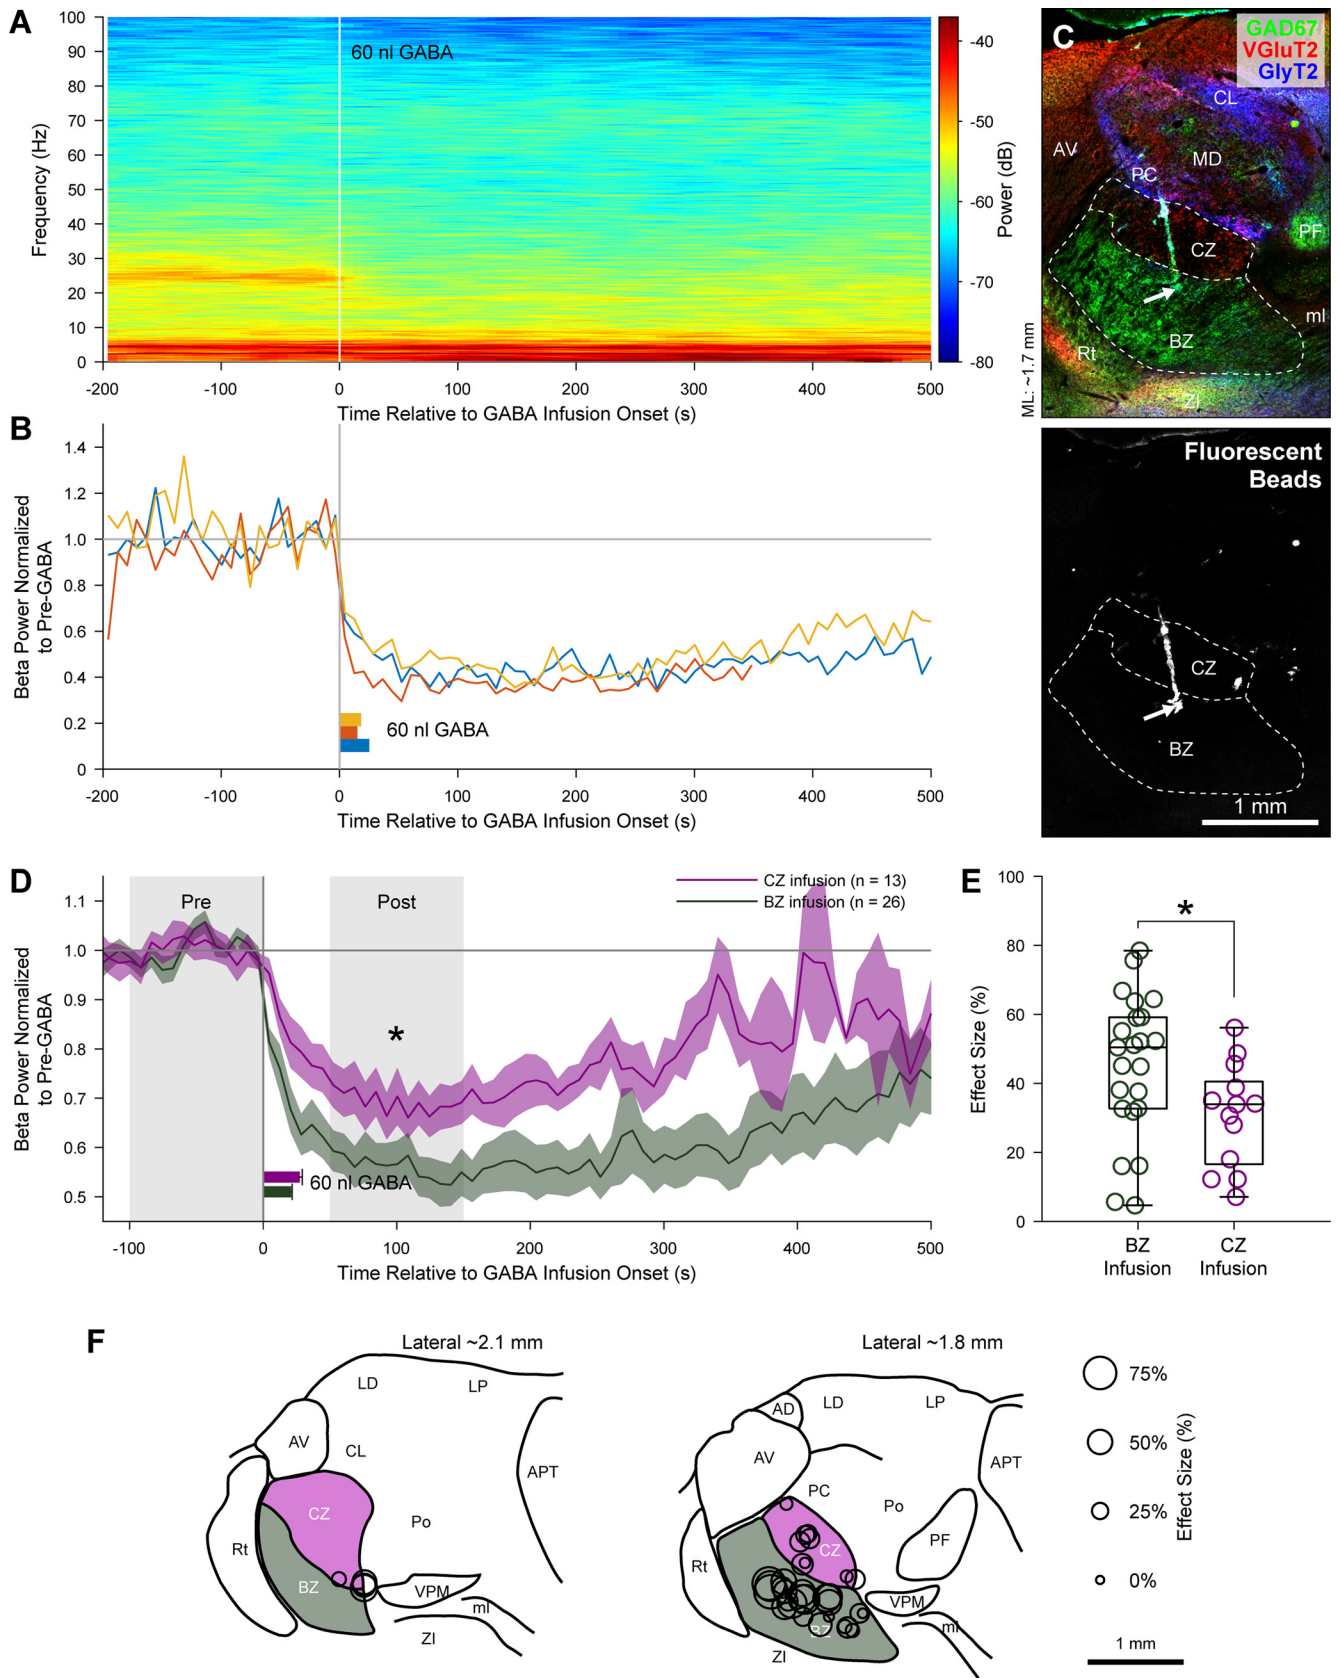 A
100
90
80
70
60
50
40
30
20
10
0
Frequency (Hz)
60 nl GABA
-200
-100
0
100
200
300
400
500
Time Relative to GABA Infusion Onset (s)
-40
-50
-60
-70
-80
Power (dB)
B
1.4
1.2
1.0
0.8
0.6
0.4
0.2
0
Beta Power Normalized
to Pre-GABA
60 nl GABA
-200
-100
0
100
200
300
400
500
Time Relative to GABA Infusion Onset (s)
C
GAD67
VGluT2
GlyT2
CL
AV
MD
PC
PF
CZ
ml
BZ
Rt
ZI
ML: ~1.7 mm
Fluorescent
Beads
CZ
BZ
1 mm
D
1.1
1.0
0.9
0.8
0.7
0.6
0.5
Beta Power Normalized
to Pre-GABA
Pre
Post
CZ infusion (n = 13)
BZ infusion (n = 26)
*
60 nl GABA
-100
0
100
200
300
400
500
Time Relative to GABA Infusion Onset (s)
E
100
80
60
40
20
0
Effect Size (%)
*
BZ
Infusion
CZ
Infusion
F
Lateral ~2.1 mm
LD
LP
AV
CL
APT
CZ
Po
Rt
BZ
VPM
ml
ZI
Lateral ~1.8 mm
AD
LD
LP
AV
APT
PC
Po
PF
CZ
Rt
VPM
BZ
ml
ZI
75%
50%
25%
0%
Effect Size (%)
1 mm